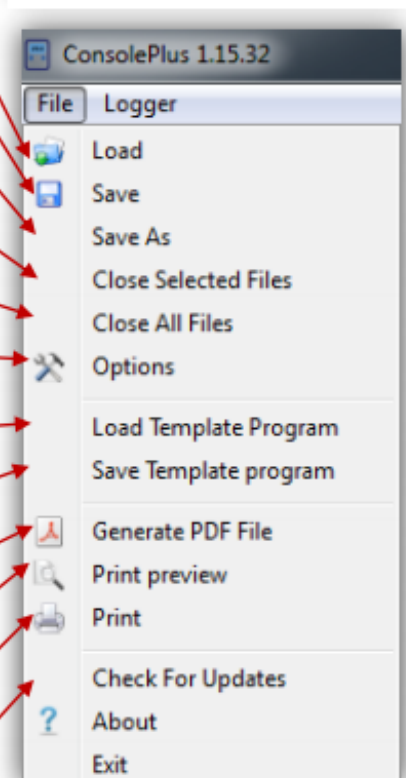 ConsolePlus 1.15.32
File Logger
Load
Save
Save As
Close Selected Files
Close All Files
Options
Load Template Program
Save Template program
Generate PDF File
Print preview
Print
Check For Updates
? About
Exit